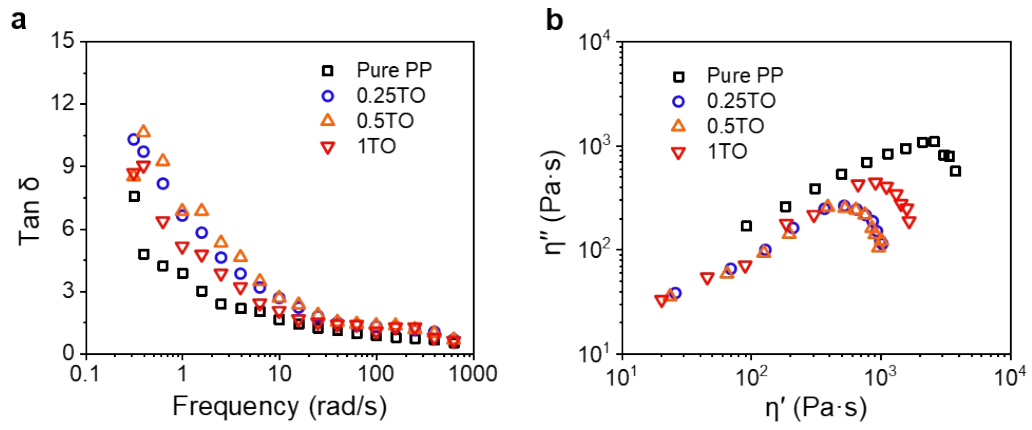 a
15
12
9
6
3
0
Tan δ
Pure PP
0.25TO
0.5TO
1TO
0.1
1
10
100
1000
Frequency (rad/s)
b
10⁴
10³
10²
10¹
η″ (Pa·s)
Pure PP
0.25TO
0.5TO
1TO
10¹
10²
10³
10⁴
η′ (Pa·s)